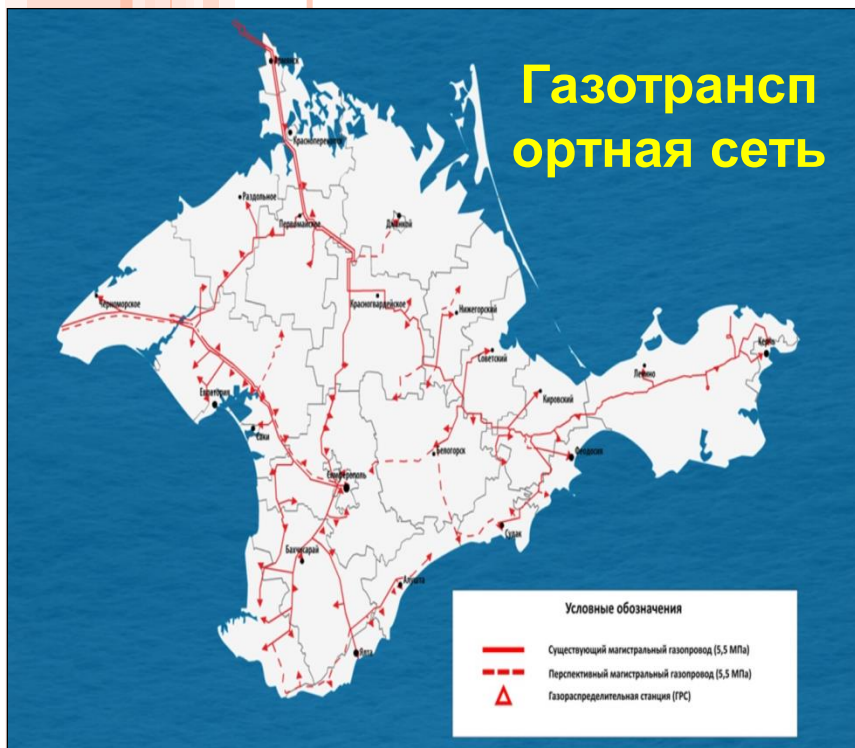 Газотрансп
ортная сеть
Армянск
Красноперекопск
Раздольное
Первомайское
Джанкой
Черноморское
Красногвардейское
Нижегорский
Советский
Керчь
Ленино
Евпатория
Кировский
Саки
Белогорск
Феодосия
Симферополь
Судак
Бахчисарай
Алушта
Ялта
Условные обозначения
Существующий магистральный газопровод (5,5 МПа)
Перспективный магистральный газопровод (5,5 МПа)
Газораспределительная станция (ГРС)